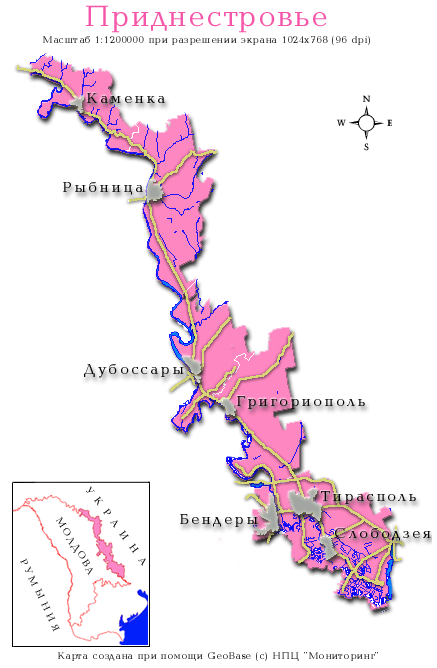 Приднестровье
Масштаб 1:1200000 при разрешении экрана 1024x768 (96 dpi)
Каменка
N
W E
S
Рыбница
Дубоссары
Григориополь
Тирасполь
Бендеры
Слободзея
УКРАИНА
МОЛДОВА
РУМЫНИЯ
Карта создана при помощи GeoBase (c) НПЦ "Мониторинг"